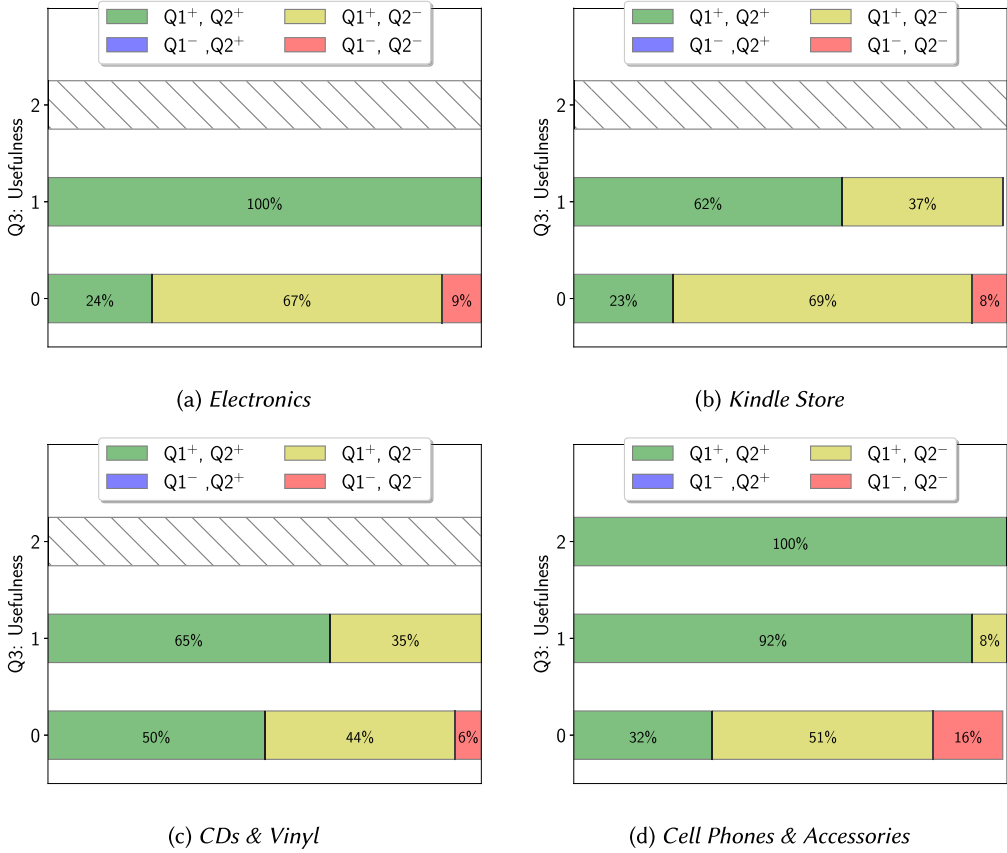 Q1⁺, Q2⁺ Q1⁺, Q2⁻
Q1⁻ ,Q2⁺ Q1⁻, Q2⁻
Q3: Usefulness
2
1 100%
0 24% 67% 9%
(a) Electronics
Q1⁺, Q2⁺ Q1⁺, Q2⁻
Q1⁻ ,Q2⁺ Q1⁻, Q2⁻
Q3: Usefulness
2
1 62% 37%
0 23% 69% 8%
(b) Kindle Store
Q1⁺, Q2⁺ Q1⁺, Q2⁻
Q1⁻ ,Q2⁺ Q1⁻, Q2⁻
Q3: Usefulness
2
1 65% 35%
0 50% 44% 6%
(c) CDs & Vinyl
Q1⁺, Q2⁺ Q1⁺, Q2⁻
Q1⁻ ,Q2⁺ Q1⁻, Q2⁻
Q3: Usefulness
2 100%
1 92% 8%
0 32% 51% 16%
(d) Cell Phones & Accessories